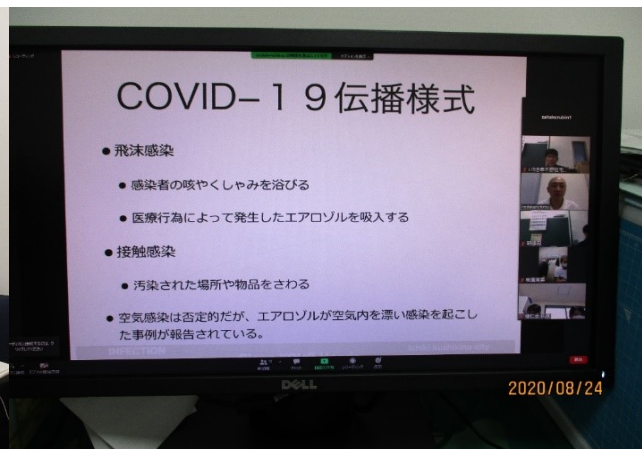 COVID-19伝播様式
●飛沫感染
●感染者の咳やくしゃみを浴びる
●医療行為によって発生したエアロゾルを吸入する
●接触感染
●汚染された場所や物品をさわる
●空気感染は否定的だが、エアロゾルが空気内を漂い感染を起こし
た事例が報告されている。
INFECTION
DELL
2020/08/24